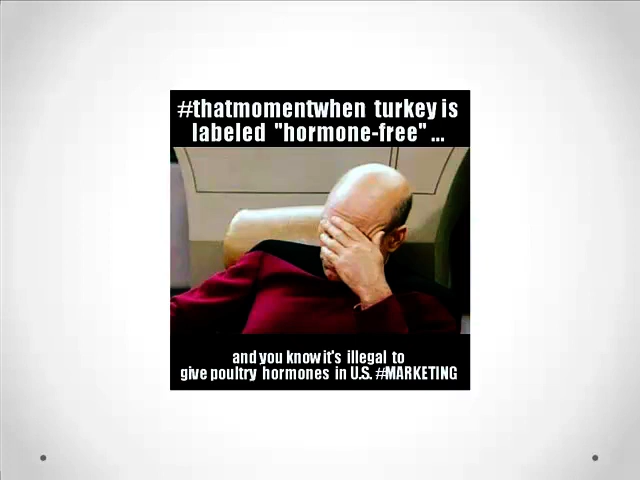 #thatmomentwhen turkey is
labeled "hormone-free" ...
and you know it's illegal to
give poultry hormones in U.S. #MARKETING